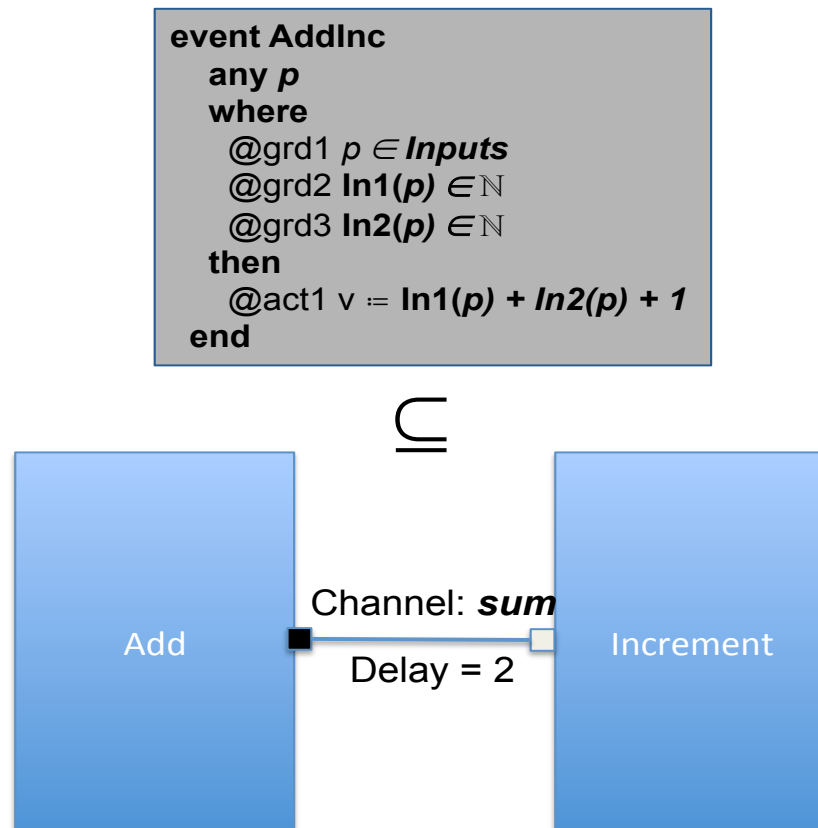 event AddInc
any p
where
@grd1 p ∈ Inputs
@grd2 In1(p) ∈ ℕ
@grd3 In2(p) ∈ ℕ
then
@act1 v ≔ In1(p) + In2(p) + 1
end
⊆
Channel: sum
Add
Increment
Delay = 2